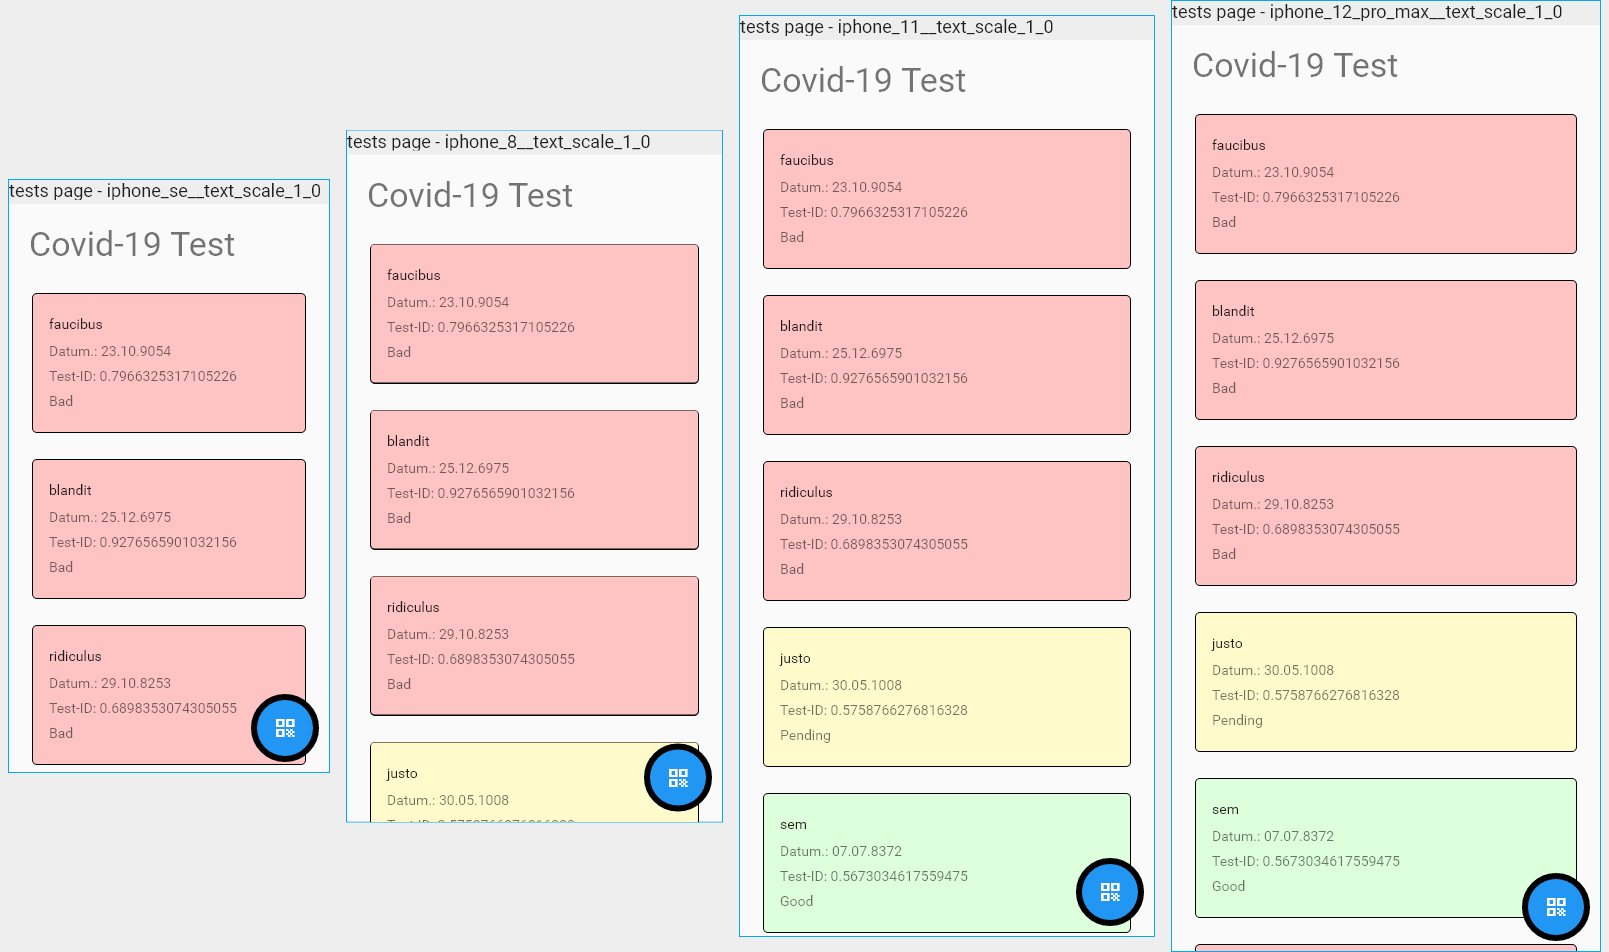 tests page - iphone_se__text_scale_1_0
Covid-19 Test
faucibus
Datum.: 23.10.9054
Test-ID: 0.7966325317105226
Bad
blandit
Datum.: 25.12.6975
Test-ID: 0.9276565901032156
Bad
ridiculus
Datum.: 29.10.8253
Test-ID: 0.6898353074305055
Bad
tests page - iphone_8__text_scale_1_0
Covid-19 Test
faucibus
Datum.: 23.10.9054
Test-ID: 0.7966325317105226
Bad
blandit
Datum.: 25.12.6975
Test-ID: 0.9276565901032156
Bad
ridiculus
Datum.: 29.10.8253
Test-ID: 0.6898353074305055
Bad
justo
Datum.: 30.05.1008
tests page - iphone_11__text_scale_1_0
Covid-19 Test
faucibus
Datum.: 23.10.9054
Test-ID: 0.7966325317105226
Bad
blandit
Datum.: 25.12.6975
Test-ID: 0.9276565901032156
Bad
ridiculus
Datum.: 29.10.8253
Test-ID: 0.6898353074305055
Bad
justo
Datum.: 30.05.1008
Test-ID: 0.5758766276816328
Pending
sem
Datum.: 07.07.8372
Test-ID: 0.5673034617559475
Good
tests page - iphone_12_pro_max__text_scale_1_0
Covid-19 Test
faucibus
Datum.: 23.10.9054
Test-ID: 0.7966325317105226
Bad
blandit
Datum.: 25.12.6975
Test-ID: 0.9276565901032156
Bad
ridiculus
Datum.: 29.10.8253
Test-ID: 0.6898353074305055
Bad
justo
Datum.: 30.05.1008
Test-ID: 0.5758766276816328
Pending
sem
Datum.: 07.07.8372
Test-ID: 0.5673034617559475
Good